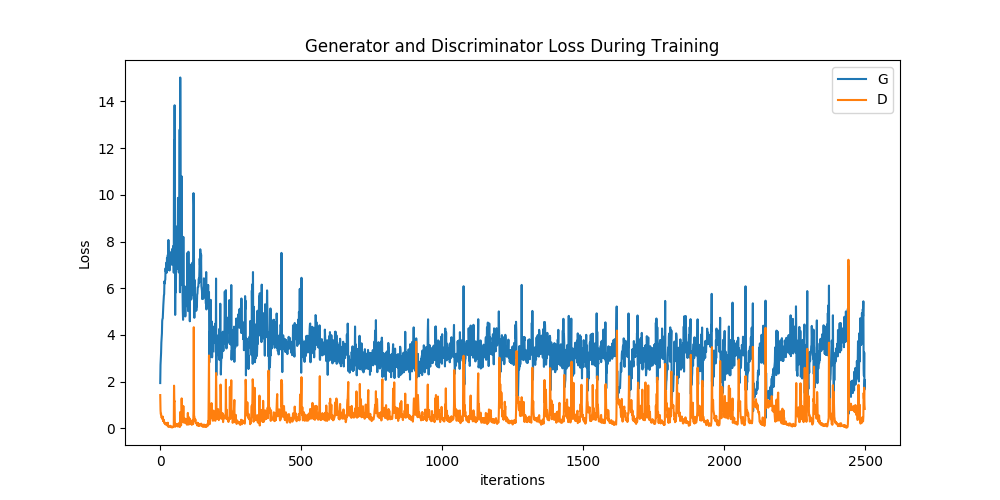 Generator and Discriminator Loss During Training
G
D
Loss
14
12
10
8
6
4
2
0
0
500
1000
1500
2000
2500
iterations